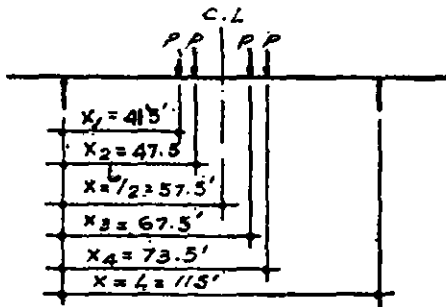 C.L
P P P P
x₁ = 41.5'
x₂ = 47.5'
x = L/2 = 57.5'
x₃ = 67.5'
x₄ = 73.5'
x = L = 115'